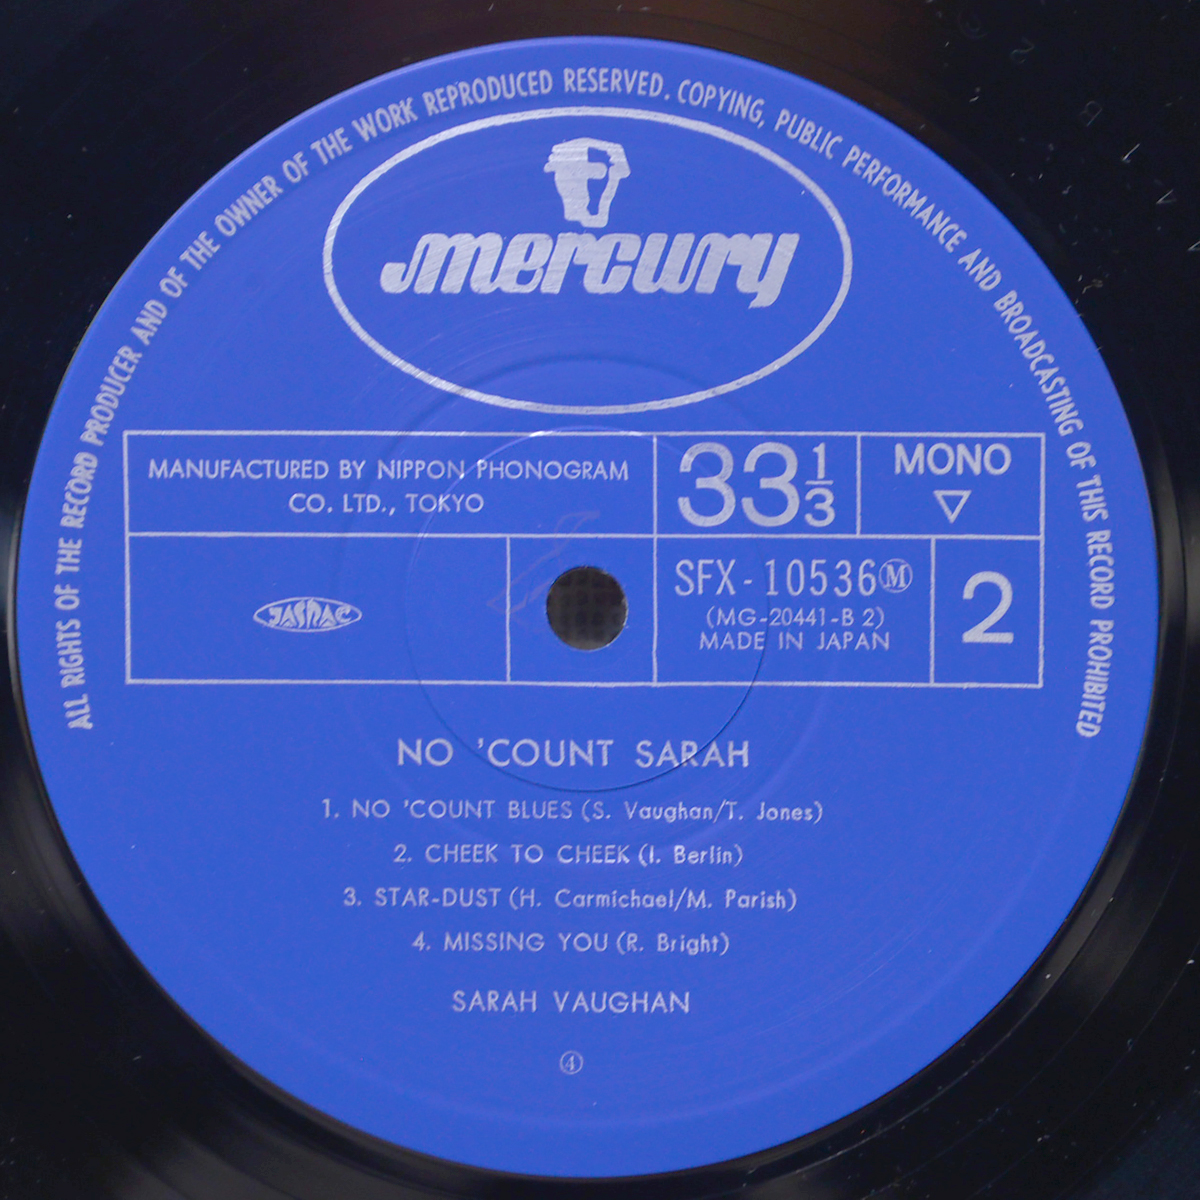 ALL RIGHTS OF THE RECORD PRODUCER AND OF THE OWNER OF THE WORK REPRODUCED RESERVED. COPYING, PUBLIC PERFORMANCE AND BROADCASTING OF THIS RECORD PROHIBITED
mercury
MANUFACTURED BY NIPPON PHONOGRAM
CO. LTD., TOKYO
33 1/3
MONO
▽
JASRAC
SFX-10536Ⓜ
(MG-20441-B 2)
MADE IN JAPAN
2
NO 'COUNT SARAH
1. NO 'COUNT BLUES (S. Vaughan/T. Jones)
2. CHEEK TO CHEEK (I. Berlin)
3. STAR-DUST (H. Carmichael/M. Parish)
4. MISSING YOU (R. Bright)
SARAH VAUGHAN
④